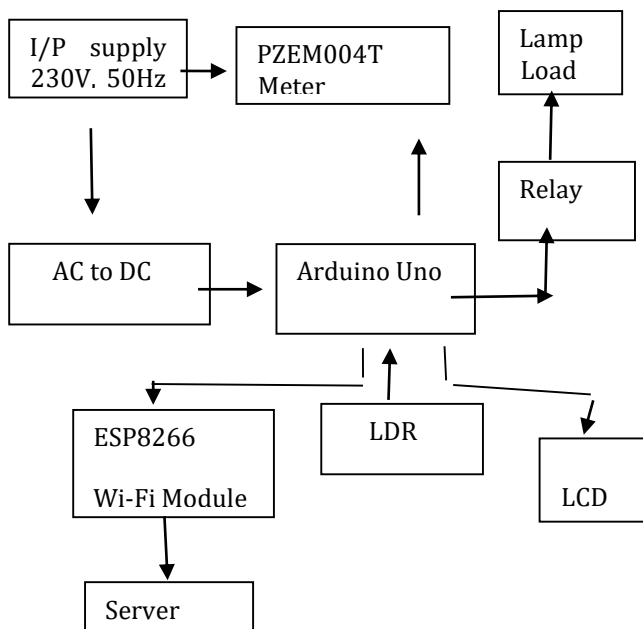 I/P supply
230V, 50Hz
PZEM004T
Meter
Lamp
Load
Relay
AC to DC
Arduino Uno
ESP8266
Wi-Fi Module
LDR
LCD
Server